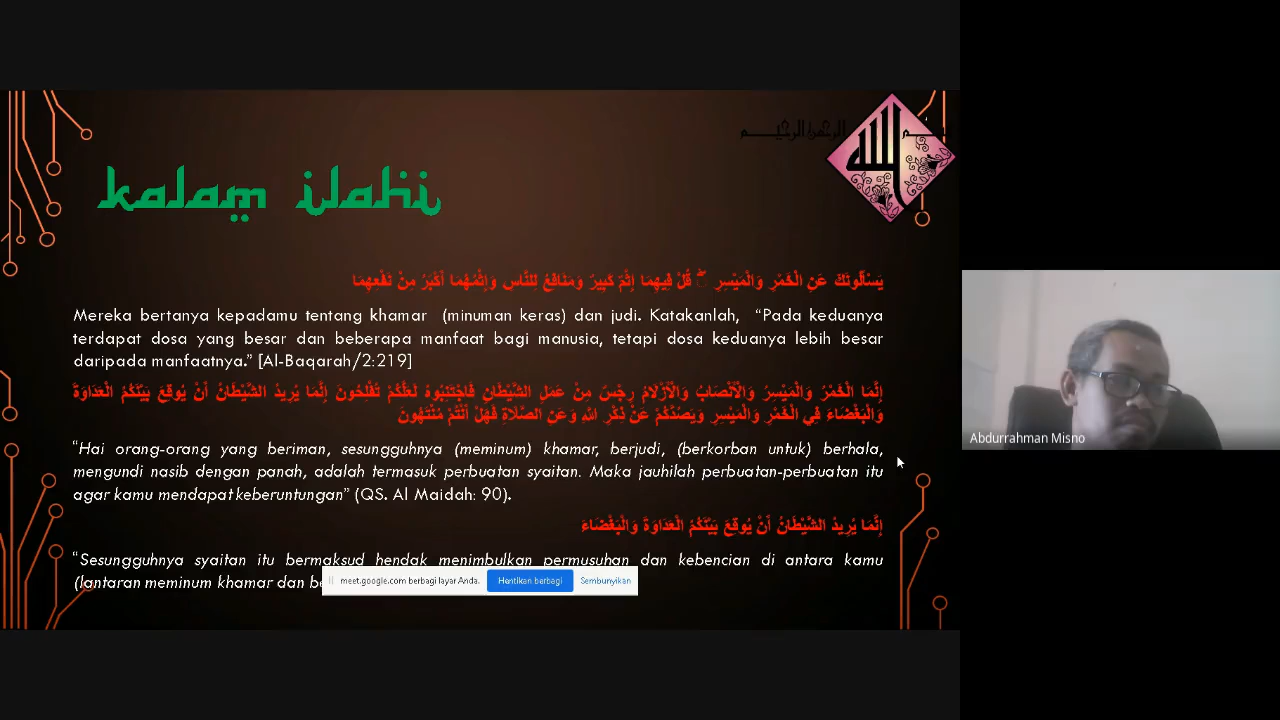 بسم الله الرحمن الرحيم
kalam ilahi
يَسْأَلُونَكَ عَنِ الْخَمْرِ وَالْمَيْسِرِ ۖ قُلْ فِيهِمَا إِثْمٌ كَبِيرٌ وَمَنَافِعُ لِلنَّاسِ وَإِثْمُهُمَا أَكْبَرُ مِنْ نَفْعِهِمَا
Mereka bertanya kepadamu tentang khamar (minuman keras) dan judi. Katakanlah, “Pada keduanya
terdapat dosa yang besar dan beberapa manfaat bagi manusia, tetapi dosa keduanya lebih besar
daripada manfaatnya.” [Al-Baqarah/2:219]
إِنَّمَا الْخَمْرُ وَالْمَيْسِرُ وَالْأَنْصَابُ وَالْأَزْلَامُ رِجْسٌ مِنْ عَمَلِ الشَّيْطَانِ فَاجْتَنِبُوهُ لَعَلَّكُمْ تُفْلِحُونَ إِنَّمَا يُرِيدُ الشَّيْطَانُ أَنْ يُوقِعَ بَيْنَكُمُ الْعَدَاوَةَ
وَالْبَغْضَاءَ فِي الْخَمْرِ وَالْمَيْسِرِ وَيَصُدَّكُمْ عَنْ ذِكْرِ اللَّهِ وَعَنِ الصَّلَاةِ فَهَلْ أَنْتُمْ مُنْتَهُونَ
“Hai orang-orang yang beriman, sesungguhnya (meminum) khamar, berjudi, (berkorban untuk) berhala,
mengundi nasib dengan panah, adalah termasuk perbuatan syaitan. Maka jauhilah perbuatan-perbuatan itu
agar kamu mendapat keberuntungan” (QS. Al Maidah: 90).
إِنَّمَا يُرِيدُ الشَّيْطَانُ أَنْ يُوقِعَ بَيْنَكُمُ الْعَدَاوَةَ وَالْبَغْضَاءَ
“Sesungguhnya syaitan itu bermaksud hendak menimbulkan permusuhan dan kebencian di antara kamu
(lantaran meminum khamar dan
meet.google.com berbagi layar Anda. Hentikan berbagi Sembunyikan
Abdurrahman Misno